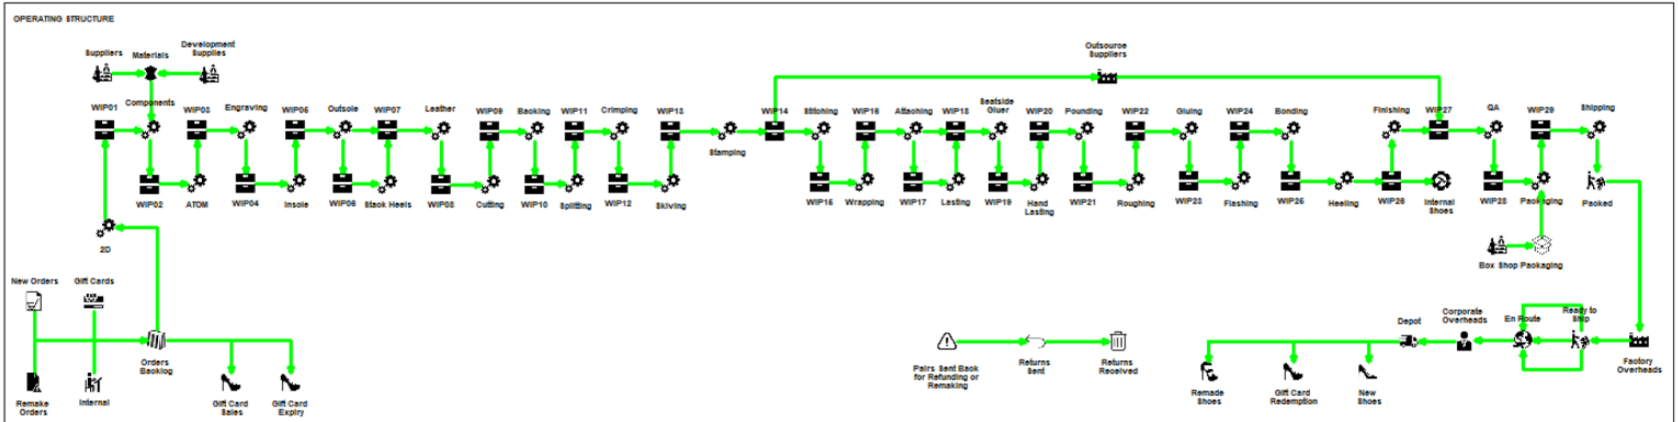 OPERATING STRUCTURE
Suppliers
Materials
Development
Supplies
Outsource
Suppliers
WIP01
Components
WIP03
Engraving
WIP05
Outsole
WIP07
Leather
WIP09
Backing
WIP11
Crimping
WIP13
WIP14
Stitching
WIP16
Attaching
WIP18
Seatside
Gluer
WIP20
Pounding
WIP22
Gluing
WIP24
Bonding
Finishing
WIP27
QA
WIP29
Shipping
Stamping
WIP02
ATOM
WIP04
Insole
WIP06
Stack Heels
WIP08
Cutting
WIP10
Splitting
WIP12
Skiving
WIP15
Wrapping
WIP17
Lasting
WIP19
Hand
Lasting
WIP21
Roughing
WIP23
Flashing
WIP25
Heeling
WIP26
Internal
Shoes
WIP28
Packaging
Packed
2D
Box Shop
Packaging
New Orders
Gift Cards
Orders
Backlog
Remake
Orders
Internal
Gift Card
Sales
Gift Card
Expiry
Pairs Sent Back
for Refunding or
Remaking
Returns
Sent
Returns
Received
Depot
Corporate
Overheads
En Route
Ready to
Ship
Factory
Overheads
Remade
Shoes
Gift Card
Redemption
New
Shoes